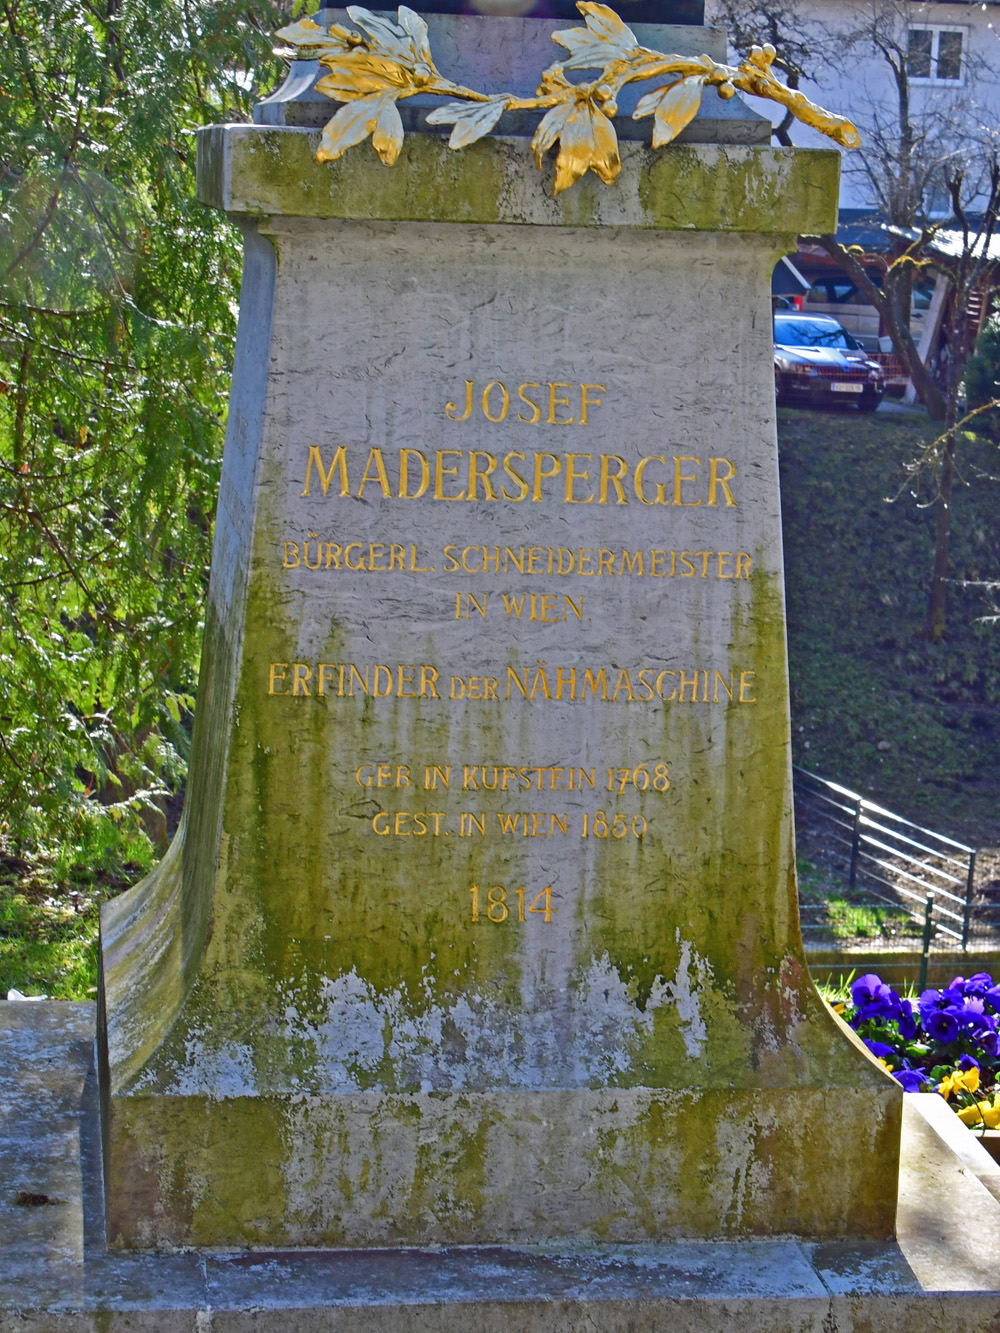 JOSEF
MADERSPERGER
BÜRGERL. SCHNEIDERMEISTER
IN WIEN.
ERFINDER DER NÄHMASCHINE
GEB. IN KUFSTEIN 1768
GEST. IN WIEN 1850
1814